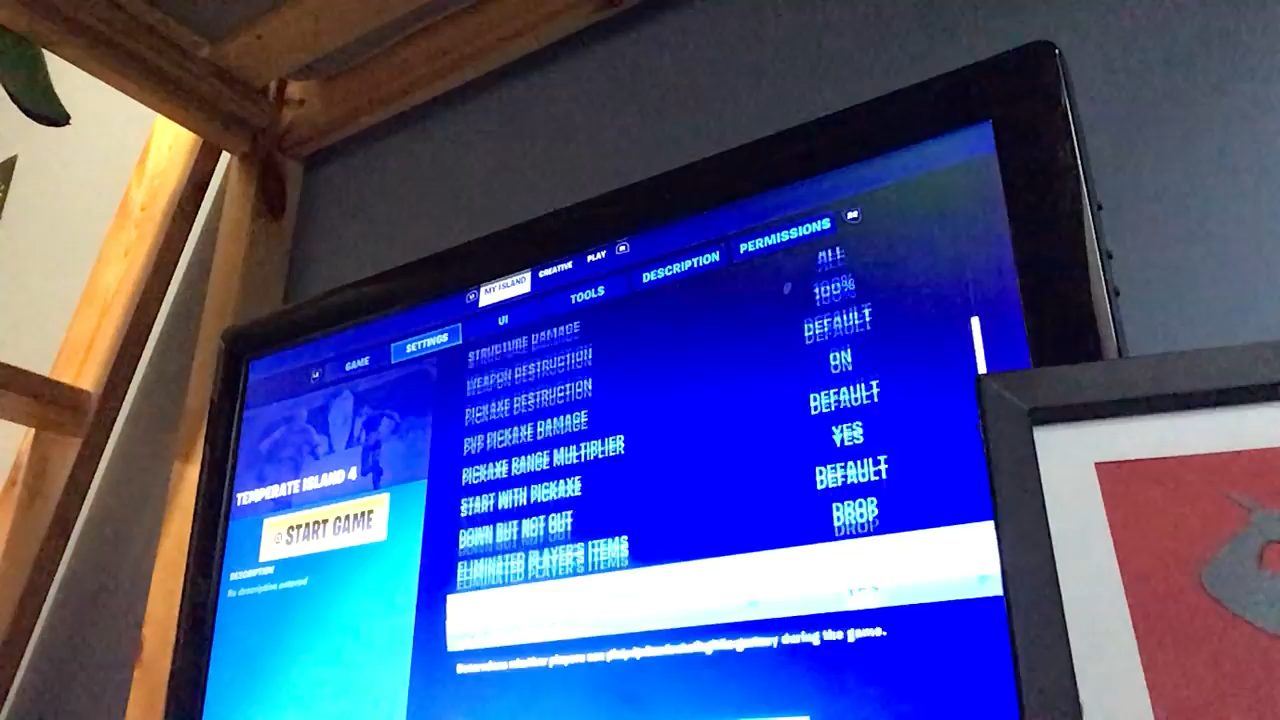 MY ISLAND CREATIVE PLAY
GAME SETTINGS UI TOOLS DESCRIPTION PERMISSIONS
ALL
STRUCTURE DAMAGE 100%
WEAPON DESTRUCTION DEFAULT
PICKAXE DESTRUCTION ON
PVP PICKAXE DAMAGE DEFAULT
PICKAXE RANGE MULTIPLIER YES
START WITH PICKAXE DEFAULT
DOWN BUT NOT OUT DROP
ELIMINATED PLAYER'S ITEMS
during the game.
TEMPERATE ISLAND 4
START GAME
DESCRIPTION
No description entered